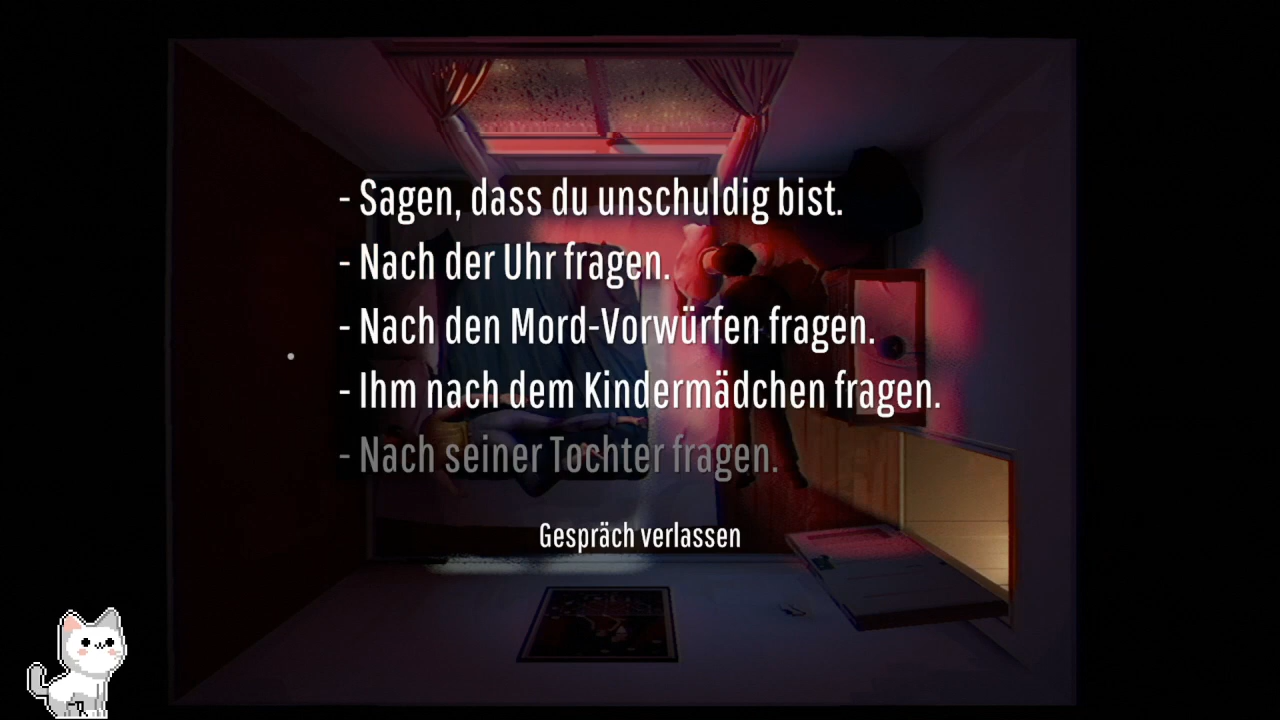 - Sagen, dass du unschuldig bist.
- Nach der Uhr fragen.
- Nach den Mord-Vorwürfen fragen.
- Ihm nach dem Kindermädchen fragen.
- Nach seiner Tochter fragen.
Gespräch verlassen